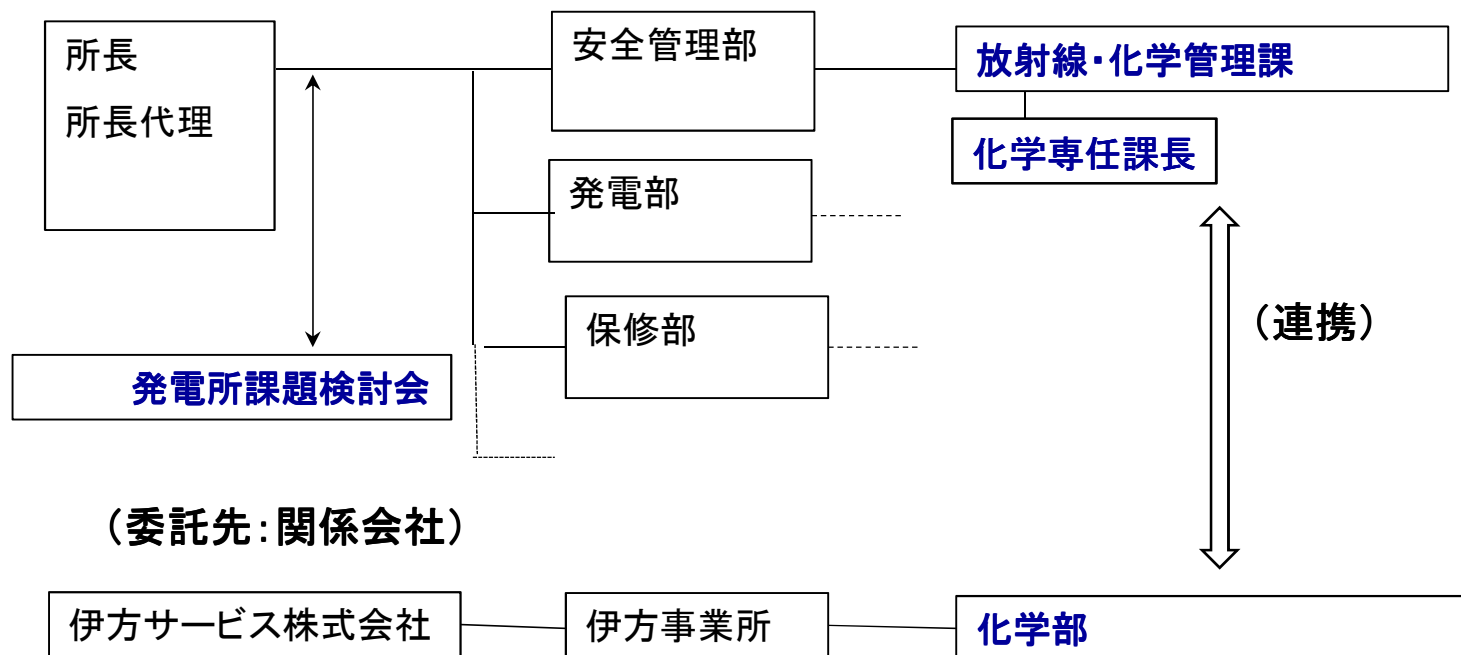 所長
所長代理
安全管理部
放射線・化学管理課
化学専任課長
発電部
保修部
(連携)
発電所課題検討会
(委託先:関係会社)
伊方サービス株式会社
伊方事業所
化学部